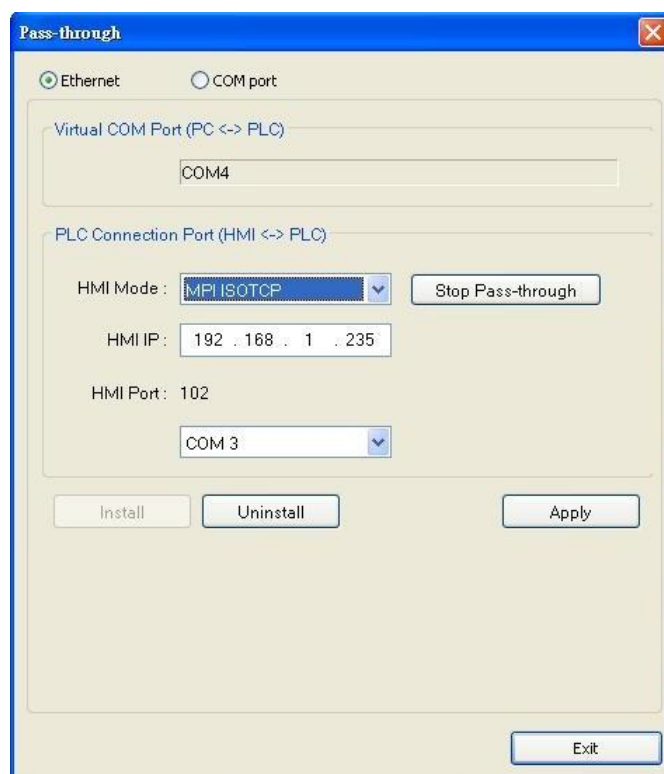 Pass-through
Ethernet COM port
Virtual COM Port (PC <-> PLC)
COM4
PLC Connection Port (HMI <-> PLC)
HMI Mode : MPI ISOTCP Stop Pass-through
HMI IP : 192 . 168 . 1 . 235
HMI Port : 102
COM 3
Install Uninstall Apply
Exit